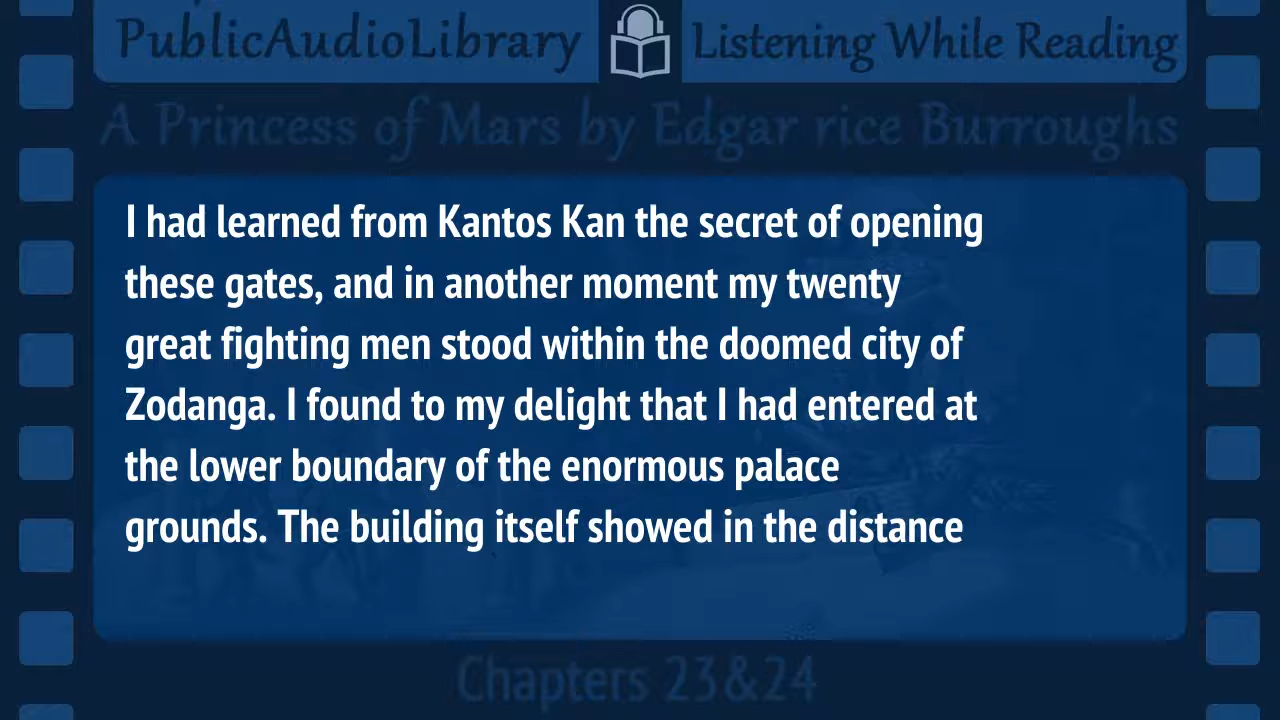 PublicAudioLibrary Listening While Reading
A Princess of Mars by Edgar rice Burroughs
I had learned from Kantos Kan the secret of opening
these gates, and in another moment my twenty
great fighting men stood within the doomed city of
Zodanga. I found to my delight that I had entered at
the lower boundary of the enormous palace
grounds. The building itself showed in the distance
Chapters 23&24